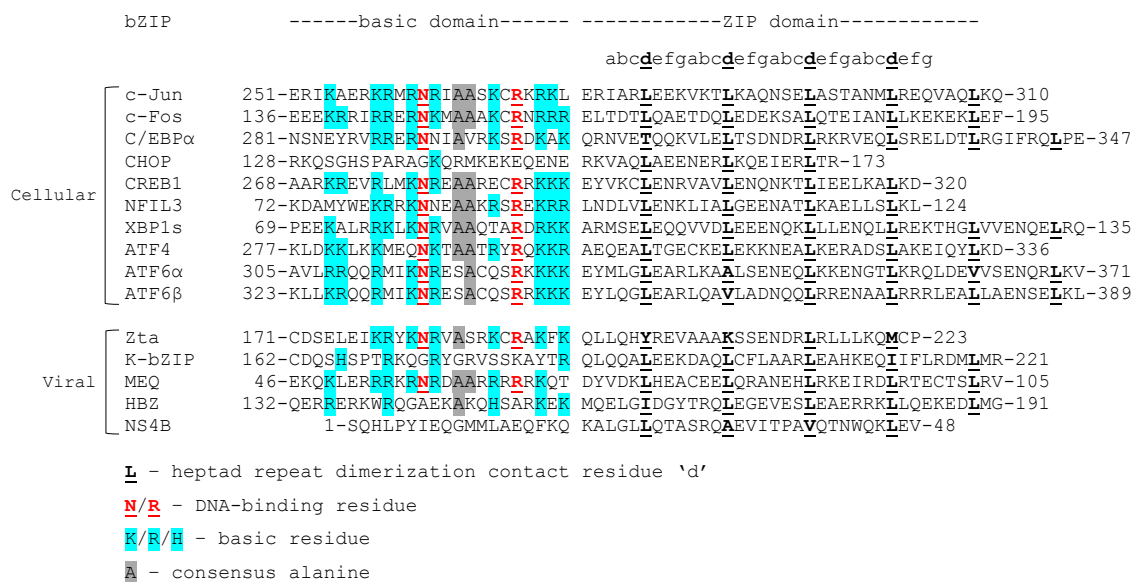 bZIP ------basic domain------ ------------ZIP domain------------
abcdefgabcdefgabcdefgabcdefg
Cellular
c-Jun 251-ERIKAERKRMRNRIAASKCRKRKL ERIARLEEKVKTLKAQNSELASTANMLREQVAQLKQ-310
c-Fos 136-EEEKRRIRRERNKMAAAKCRNRRR ELTDTLQAETDQLEDEKSALQTEIANLLKEKEKLEF-195
C/EBPα 281-NSNEYRVRRERNNIAVRKSRDKAK QRNVETQQKVLELTSDNDRLRKRVEQLSRELDTLRGIFRQLPE-347
CHOP 128-RKQSGHSPARAGKQRMKEKEQENE RKVAQLAEENERLKQEIERLTR-173
CREB1 268-AARKREVRLMKNREAARECRRKKK EYVKCLENRVAVLENQNKTLIEELKALKD-320
NFIL3 72-KDAMYWEKRRKNNEAAKRSREKRR LNDLVLENKLIALGEENATLKAELLSLKL-124
XBP1s 69-PEEKALRRKLKNRVAAQTARDRKK ARMSELEQQVVDLEEENQKLLLENQLLREKTHGLVVENQELRQ-135
ATF4 277-KLDKKLKKMEQNKTAATRYRQKKR AEQEALTGECKELEKKNEALKERADSLAKEIQYLKD-336
ATF6α 305-AVLRRQQRMIKNRESACQSRKKKK EYMLGLEARLKAALSENEQLKKENGTLKRQLDEVVSENQRLKV-371
ATF6β 323-KLLKRQQRMIKNRESACQSRRKKK EYLQGLEARLQAVLADNQQLRRENAALRRRLEALLAENSELKL-389
Viral
Zta 171-CDSELEIKRYKNRVASRKCRAKFK QLLQHYREVAAAKSSENDRLRLLLKQMCP-223
K-bZIP 162-CDQSHSPTRKQGRYGRVSSKAYTR QLQQALEEKDAQLCFLAARLEAHKEQIIFLRDMLMR-221
MEQ 46-EKQKLERRRKRNRDAARRRRRKQT DYVDKLHEACEELQRANEHLRKEIRDLRTECTSLRV-105
HBZ 132-QERRERKWRQGAEKAKQHSARKEK MQELGIDGYTRQLEGEVESLEAERRKLLQEKEDLMG-191
NS4B 1-SQHLPYIEQGMMLAEQFKQ KALGLLQTASRQAEVITPAVQTNWQKLEV-48
L – heptad repeat dimerization contact residue ‘d’
N/R – DNA-binding residue
K/R/H – basic residue
A – consensus alanine